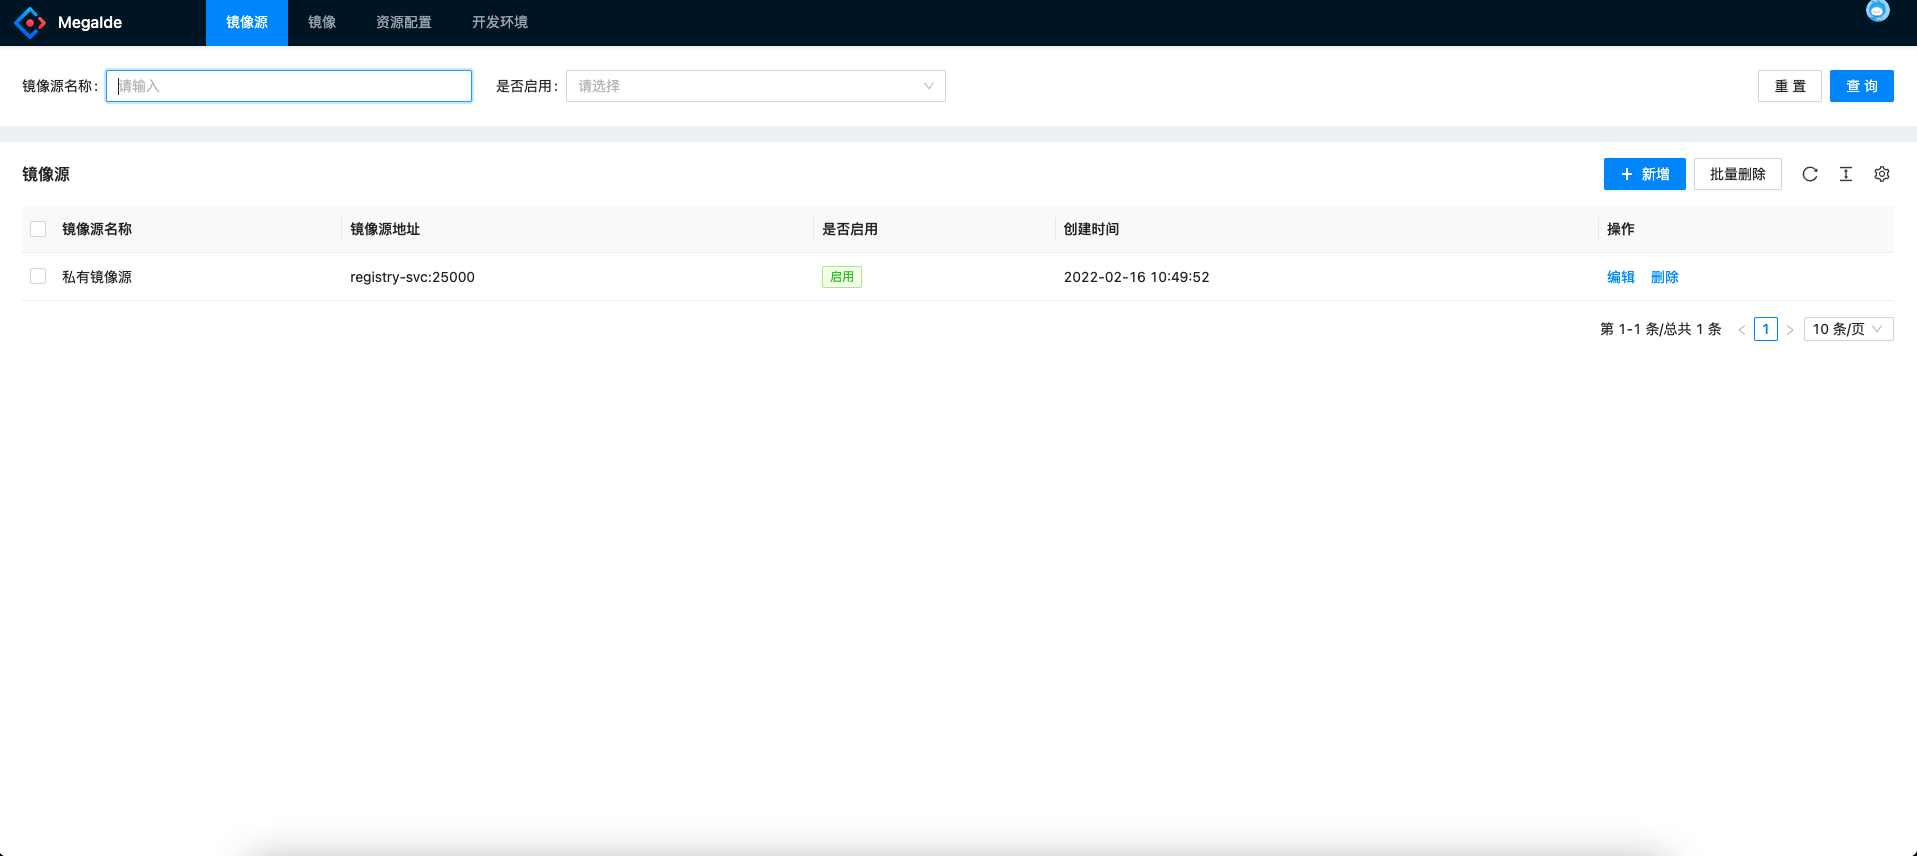 MegaIde 镜像源 镜像 资源配置 开发环境
镜像源名称: 请输入 是否启用: 请选择 重 置 查 询
镜像源 + 新增 批量删除
镜像源名称 镜像源地址 是否启用 创建时间 操作
私有镜像源 registry-svc:25000 启用 2022-02-16 10:49:52 编辑 删除
第 1-1 条/总共 1 条 < 1 > 10 条/页